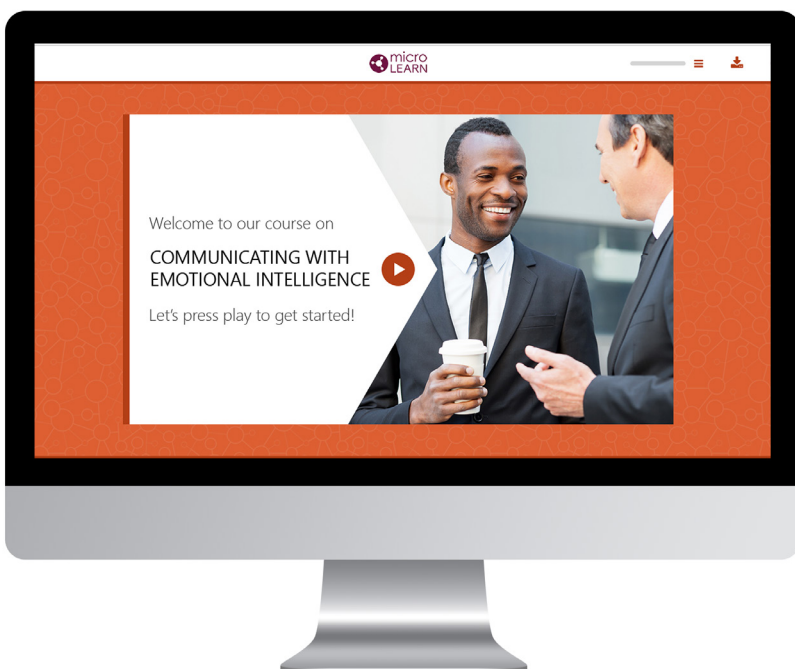 micro
LEARN
Welcome to our course on
COMMUNICATING WITH
EMOTIONAL INTELLIGENCE
Let's press play to get started!